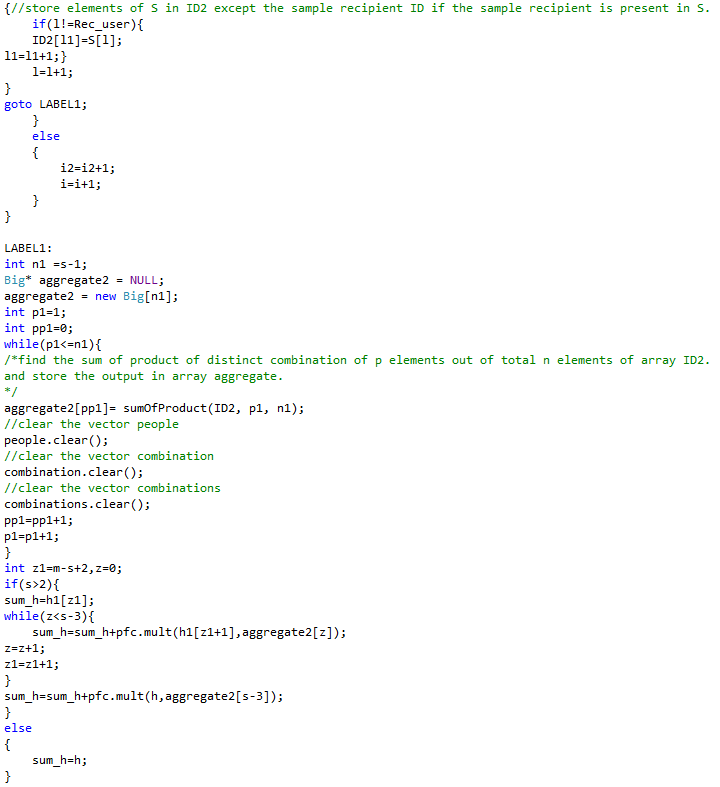 {//store elements of S in ID2 except the sample recipient ID if the sample recipient is present in S.
    if(l!=Rec_user){
    ID2[l1]=S[l];
l1=l1+1;}
    l=l+1;
}
goto LABEL1;
    }
    else
    {
        i2=i2+1;
        i=i+1;
    }
}

LABEL1:
int n1 =s-1;
Big* aggregate2 = NULL;
aggregate2 = new Big[n1];
int p1=1;
int pp1=0;
while(p1<=n1){
/*find the sum of product of distinct combination of p elements out of total n elements of array ID2.
and store the output in array aggregate.
*/
aggregate2[pp1]= sumOfProduct(ID2, p1, n1);
//clear the vector people
people.clear();
//clear the vector combination
combination.clear();
//clear the vector combinations
combinations.clear();
pp1=pp1+1;
p1=p1+1;
}
int z1=m-s+2,z=0;
if(s>2){
sum_h=h1[z1];
while(z<s-3){
    sum_h=sum_h+pfc.mult(h1[z1+1],aggregate2[z]);
z=z+1;
z1=z1+1;
}
sum_h=sum_h+pfc.mult(h,aggregate2[s-3]);
}
else
{
    sum_h=h;
}